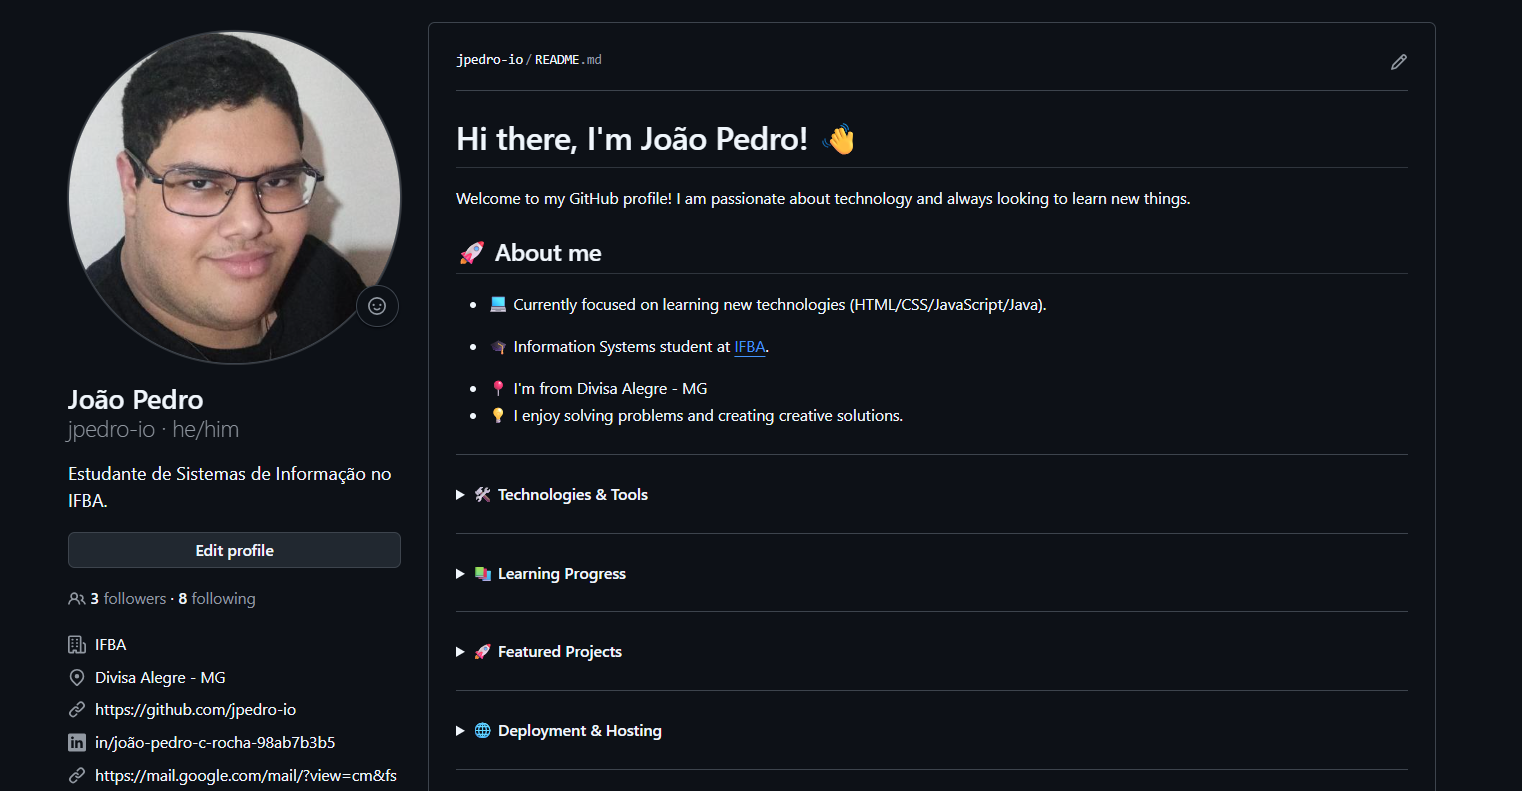 João Pedro
jpedro-io · he/him
Estudante de Sistemas de Informação no
IFBA.
Edit profile
3 followers · 8 following
IFBA
Divisa Alegre - MG
https://github.com/jpedro-io
in/joão-pedro-c-rocha-98ab7b3b5
https://mail.google.com/mail/?view=cm&fs
jpedro-io/README.md
Hi there, I'm João Pedro! 👋
Welcome to my GitHub profile! I am passionate about technology and always looking to learn new things.
🚀 About me
• 💻 Currently focused on learning new technologies (HTML/CSS/JavaScript/Java).
• 🎓 Information Systems student at IFBA.
• 📍 I'm from Divisa Alegre - MG
• 💡 I enjoy solving problems and creating creative solutions.
▶ 🛠 Technologies & Tools
▶ 📚 Learning Progress
▶ 🚀 Featured Projects
▶ 🌐 Deployment & Hosting